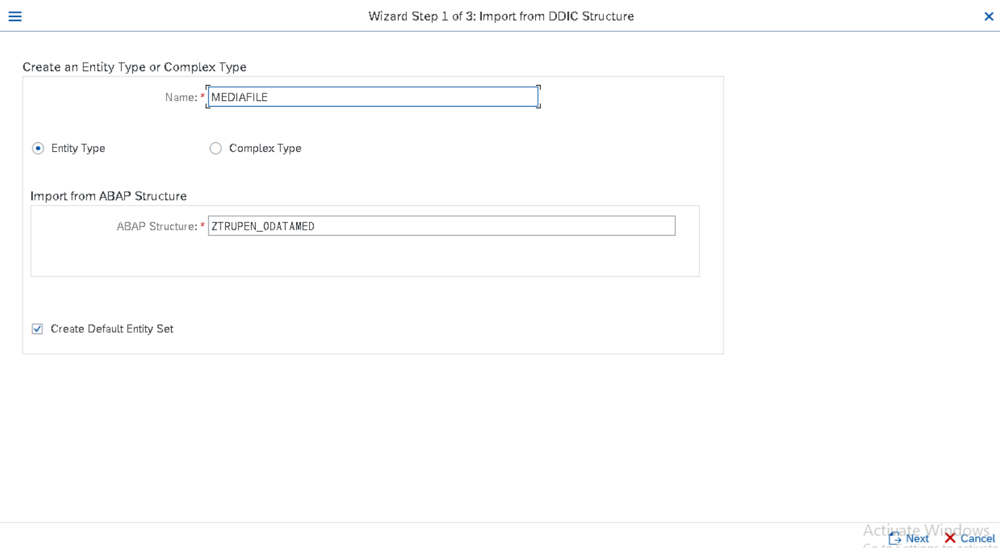 Wizard Step 1 of 3: Import from DDIC Structure
Create an Entity Type or Complex Type
Name: * MEDIAFILE
Entity Type Complex Type
Import from ABAP Structure
ABAP Structure: * ZTRUPEN_ODATAMED
Create Default Entity Set
Activate Windows
Next Cancel
Go to Settings to activate